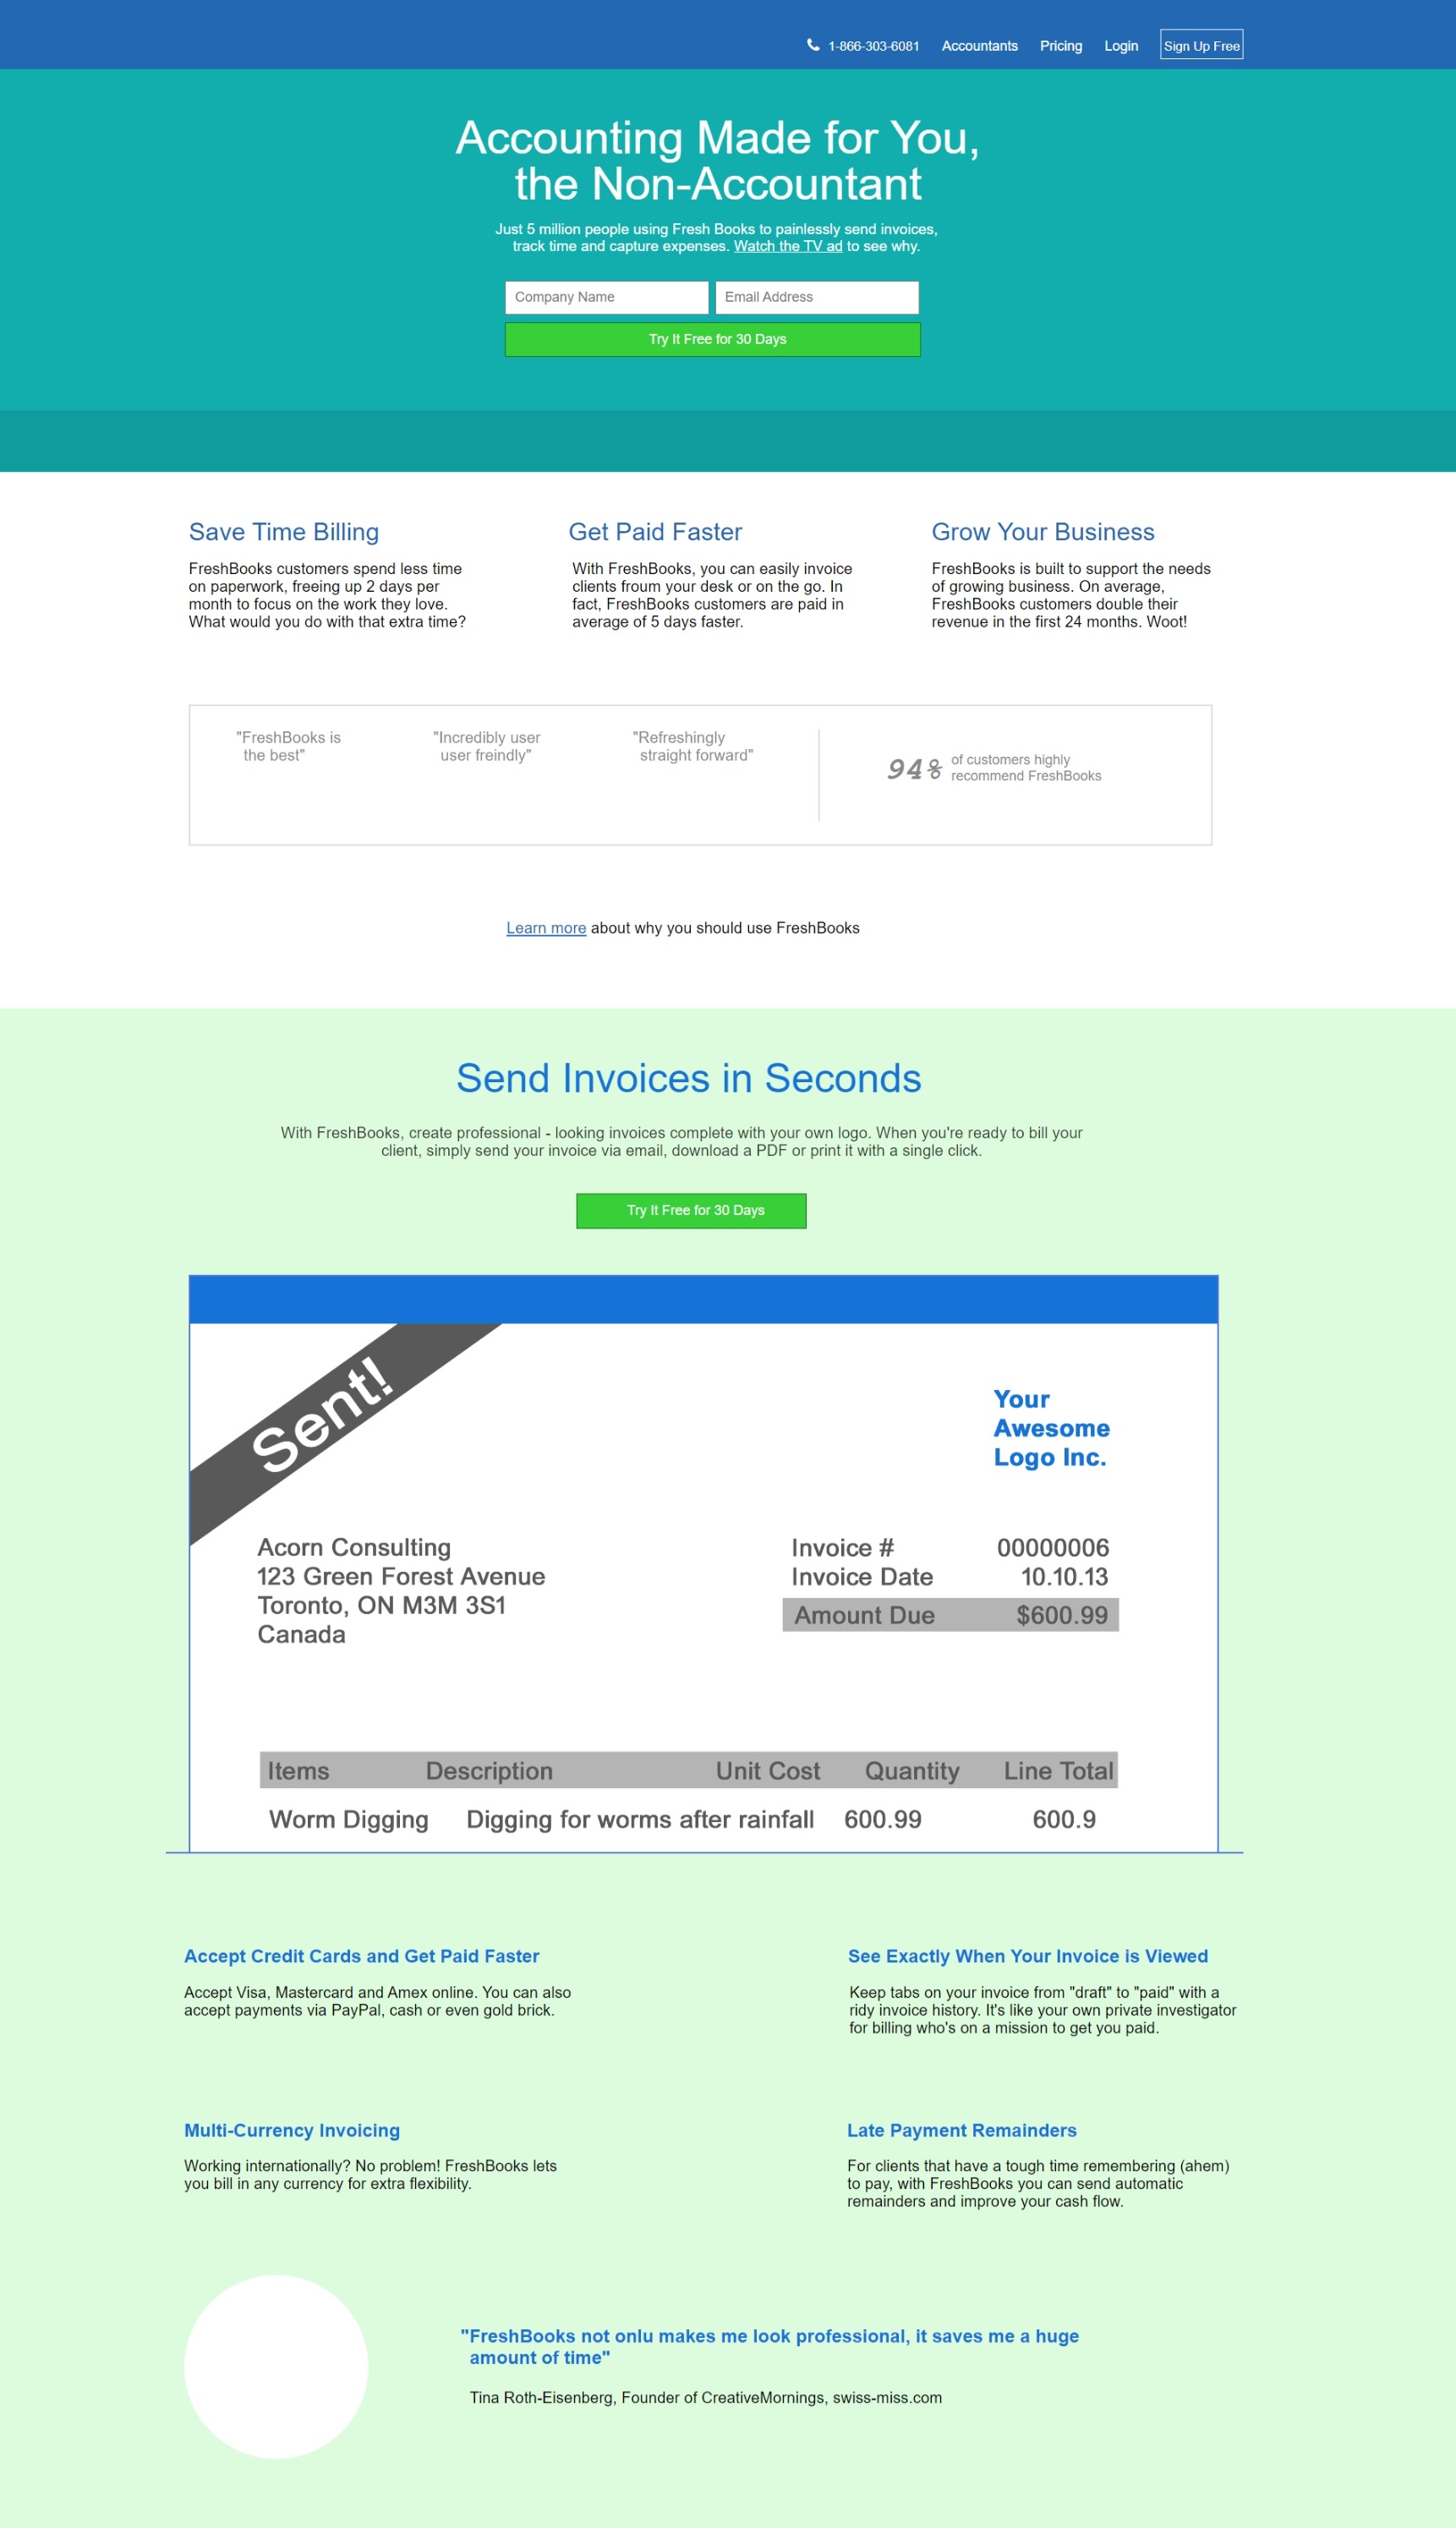 1-866-303-6081 Accountants Pricing Login Sign Up Free
Accounting Made for You,
the Non-Accountant
Just 5 million people using Fresh Books to painlessly send invoices,
track time and capture expenses. Watch the TV ad to see why.
Company Name Email Address
Try It Free for 30 Days
Save Time Billing
FreshBooks customers spend less time
on paperwork, freeing up 2 days per
month to focus on the work they love.
What would you do with that extra time?
Get Paid Faster
With FreshBooks, you can easily invoice
clients froum your desk or on the go. In
fact, FreshBooks customers are paid in
average of 5 days faster.
Grow Your Business
FreshBooks is built to support the needs
of growing business. On average,
FreshBooks customers double their
revenue in the first 24 months. Woot!
"FreshBooks is
the best"
"Incredibly user
user freindly"
"Refreshingly
straight forward"
94%
of customers highly
recommend FreshBooks
Learn more about why you should use FreshBooks
Send Invoices in Seconds
With FreshBooks, create professional - looking invoices complete with your own logo. When you're ready to bill your
client, simply send your invoice via email, download a PDF or print it with a single click.
Try It Free for 30 Days
Sent!
Your
Awesome
Logo Inc.
Acorn Consulting
123 Green Forest Avenue
Toronto, ON M3M 3S1
Canada
Invoice # 00000006
Invoice Date 10.10.13
Amount Due $600.99
Items Description Unit Cost Quantity Line Total
Worm Digging Digging for worms after rainfall 600.99 600.9
Accept Credit Cards and Get Paid Faster
Accept Visa, Mastercard and Amex online. You can also
accept payments via PayPal, cash or even gold brick.
See Exactly When Your Invoice is Viewed
Keep tabs on your invoice from "draft" to "paid" with a
ridy invoice history. It's like your own private investigator
for billing who's on a mission to get you paid.
Multi-Currency Invoicing
Working internationally? No problem! FreshBooks lets
you bill in any currency for extra flexibility.
Late Payment Remainders
For clients that have a tough time remembering (ahem)
to pay, with FreshBooks you can send automatic
remainders and improve your cash flow.
"FreshBooks not onlu makes me look professional, it saves me a huge
amount of time"
Tina Roth-Eisenberg, Founder of CreativeMornings, swiss-miss.com